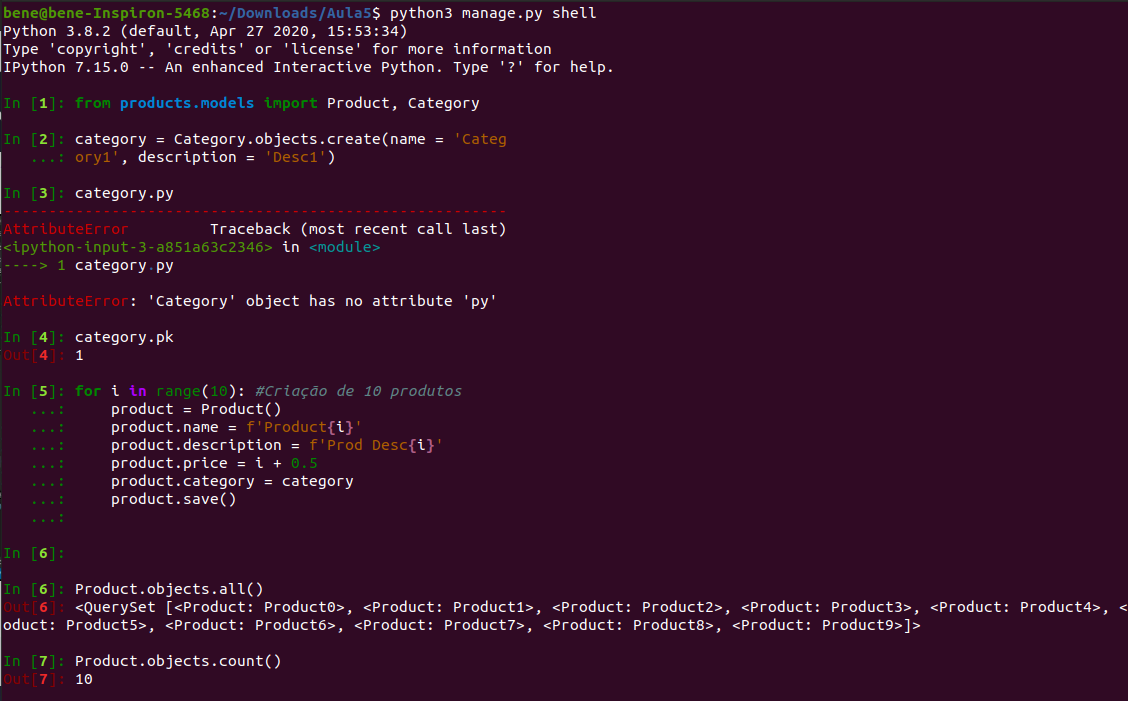 bene@bene-Inspiron-5468:~/Downloads/Aula5$ python3 manage.py shell
Python 3.8.2 (default, Apr 27 2020, 15:53:34)
Type 'copyright', 'credits' or 'license' for more information
IPython 7.15.0 -- An enhanced Interactive Python. Type '?' for help.
In [1]: from products.models import Product, Category
In [2]: category = Category.objects.create(name = 'Categ
   ...: ory1', description = 'Desc1')
In [3]: category.py
--------------------------------------------------------
AttributeError         Traceback (most recent call last)
<ipython-input-3-a851a63c2346> in <module>
----> 1 category.py
AttributeError: 'Category' object has no attribute 'py'
In [4]: category.pk
Out[4]: 1
In [5]: for i in range(10): #Criação de 10 produtos
   ...:     product = Product()
   ...:     product.name = f'Product{i}'
   ...:     product.description = f'Prod Desc{i}'
   ...:     product.price = i + 0.5
   ...:     product.category = category
   ...:     product.save()
   ...:
In [6]:
In [6]: Product.objects.all()
Out[6]: <QuerySet [<Product: Product0>, <Product: Product1>, <Product: Product2>, <Product: Product3>, <Product: Product4>, <
oduct: Product5>, <Product: Product6>, <Product: Product7>, <Product: Product8>, <Product: Product9>]>
In [7]: Product.objects.count()
Out[7]: 10